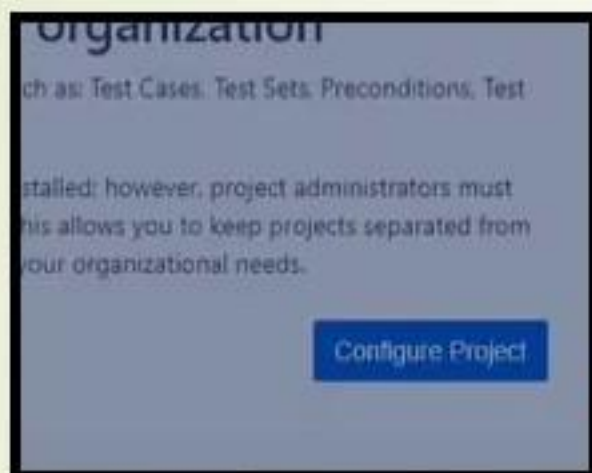 organization
ch as: Test Cases, Test Sets, Preconditions, Test
stalled; however, project administrators must
his allows you to keep projects separated from
your organizational needs.
Configure Project